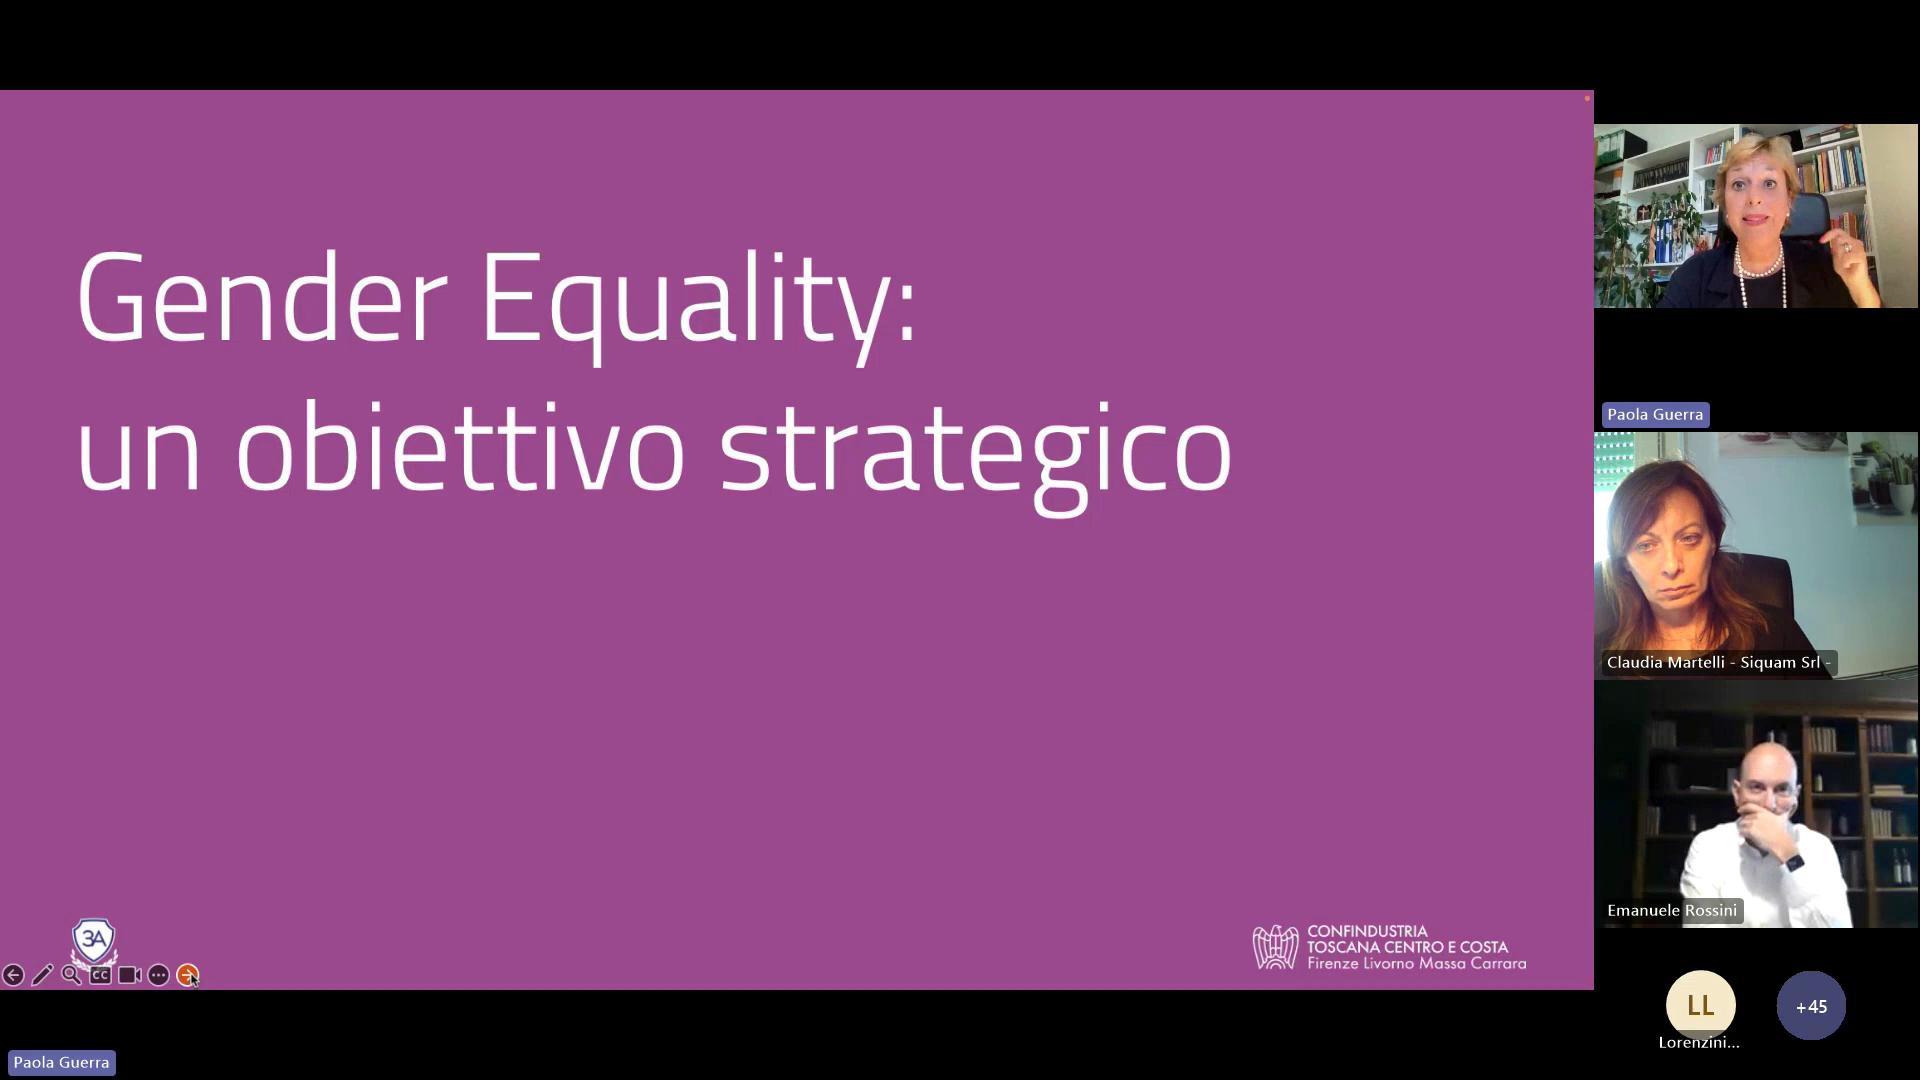 Gender Equality:
un obiettivo strategico
3A
CC
CONFINDUSTRIA
TOSCANA CENTRO E COSTA
Firenze Livorno Massa Carrara
Paola Guerra
Paola Guerra
Claudia Martelli - Siquam Srl -
Emanuele Rossini
LL
+45
Lorenzini...